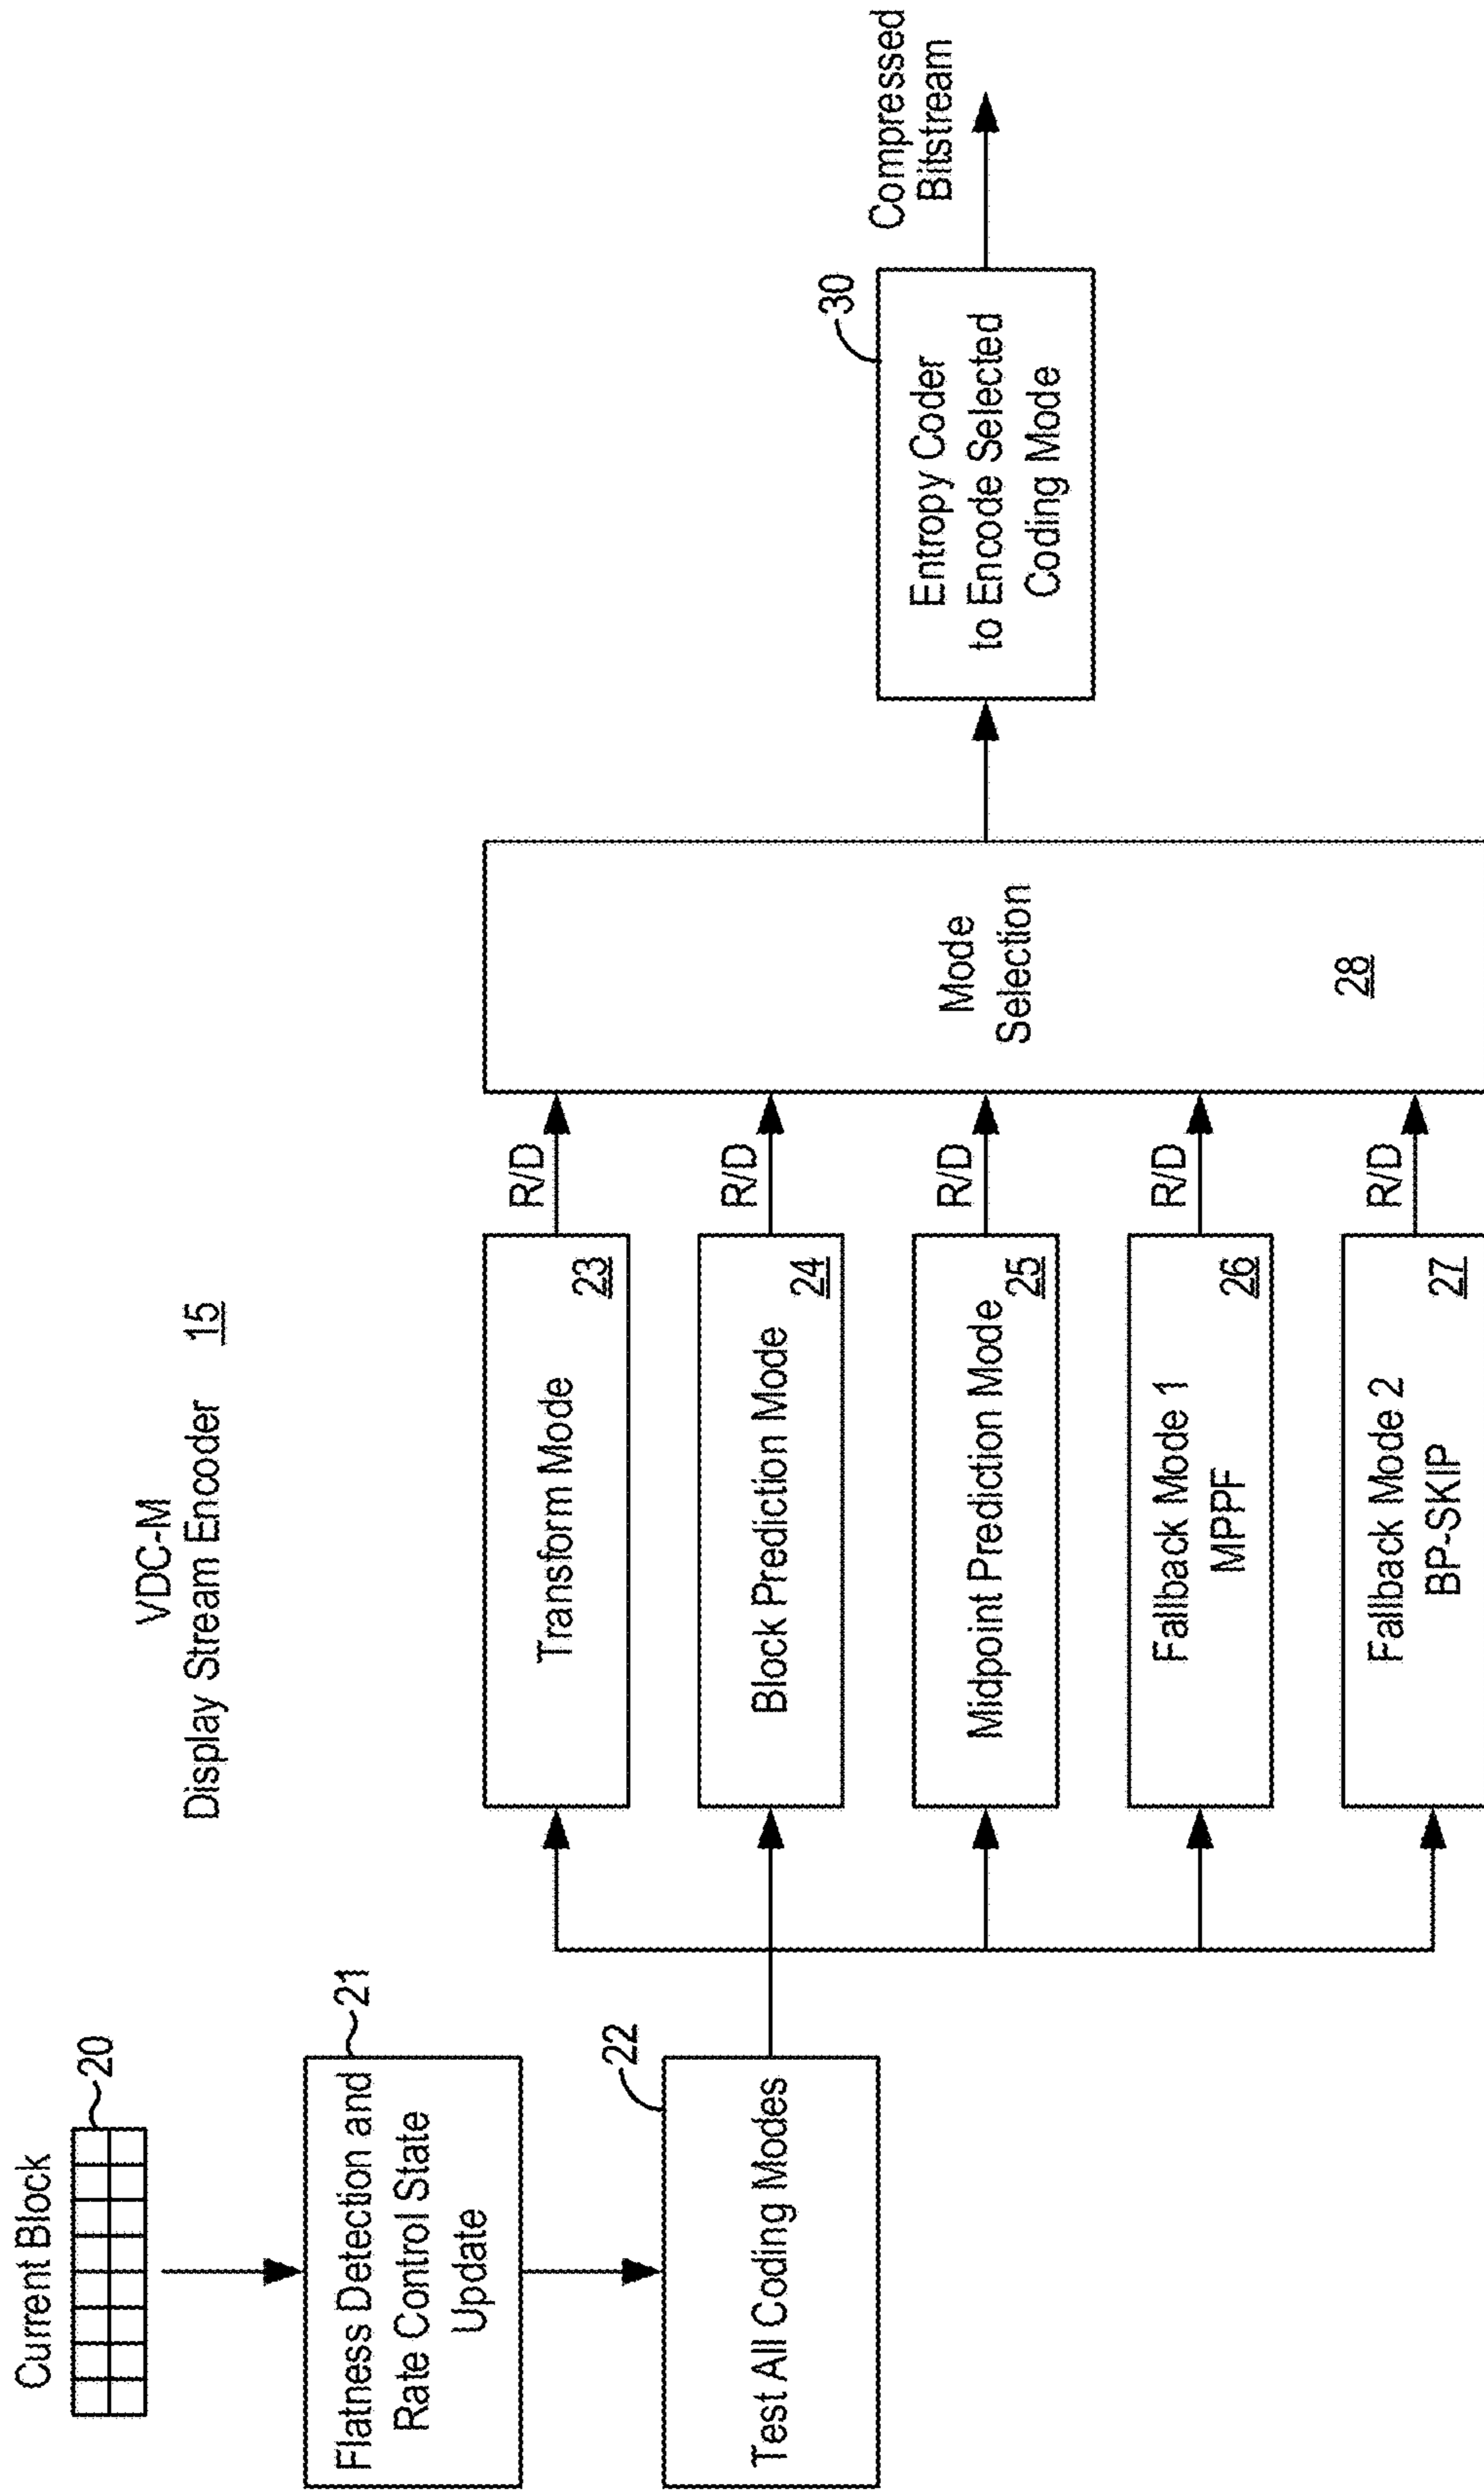 VDC-M
Display Stream Encoder 15
Current Block
20
Flatness Detection and
Rate Control State
Update
21
Test All Coding Modes
22
Transform Mode
23
R/D
Block Prediction Mode
24
R/D
Midpoint Prediction Mode
25
R/D
Fallback Mode 1
MPPF
26
R/D
Fallback Mode 2
BP-SKIP
27
R/D
Mode
Selection
28
Entropy Coder
to Encode Selected
Coding Mode
30
Compressed
Bitstream